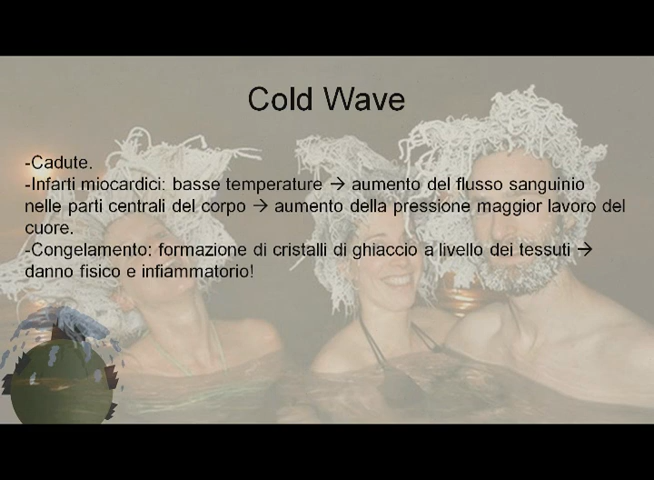 Cold Wave
-Cadute.
-Infarti miocardici: basse temperature → aumento del flusso sanguinio
nelle parti centrali del corpo → aumento della pressione maggior lavoro del
cuore.
-Congelamento: formazione di cristalli di ghiaccio a livello dei tessuti →
danno fisico e infiammatorio!